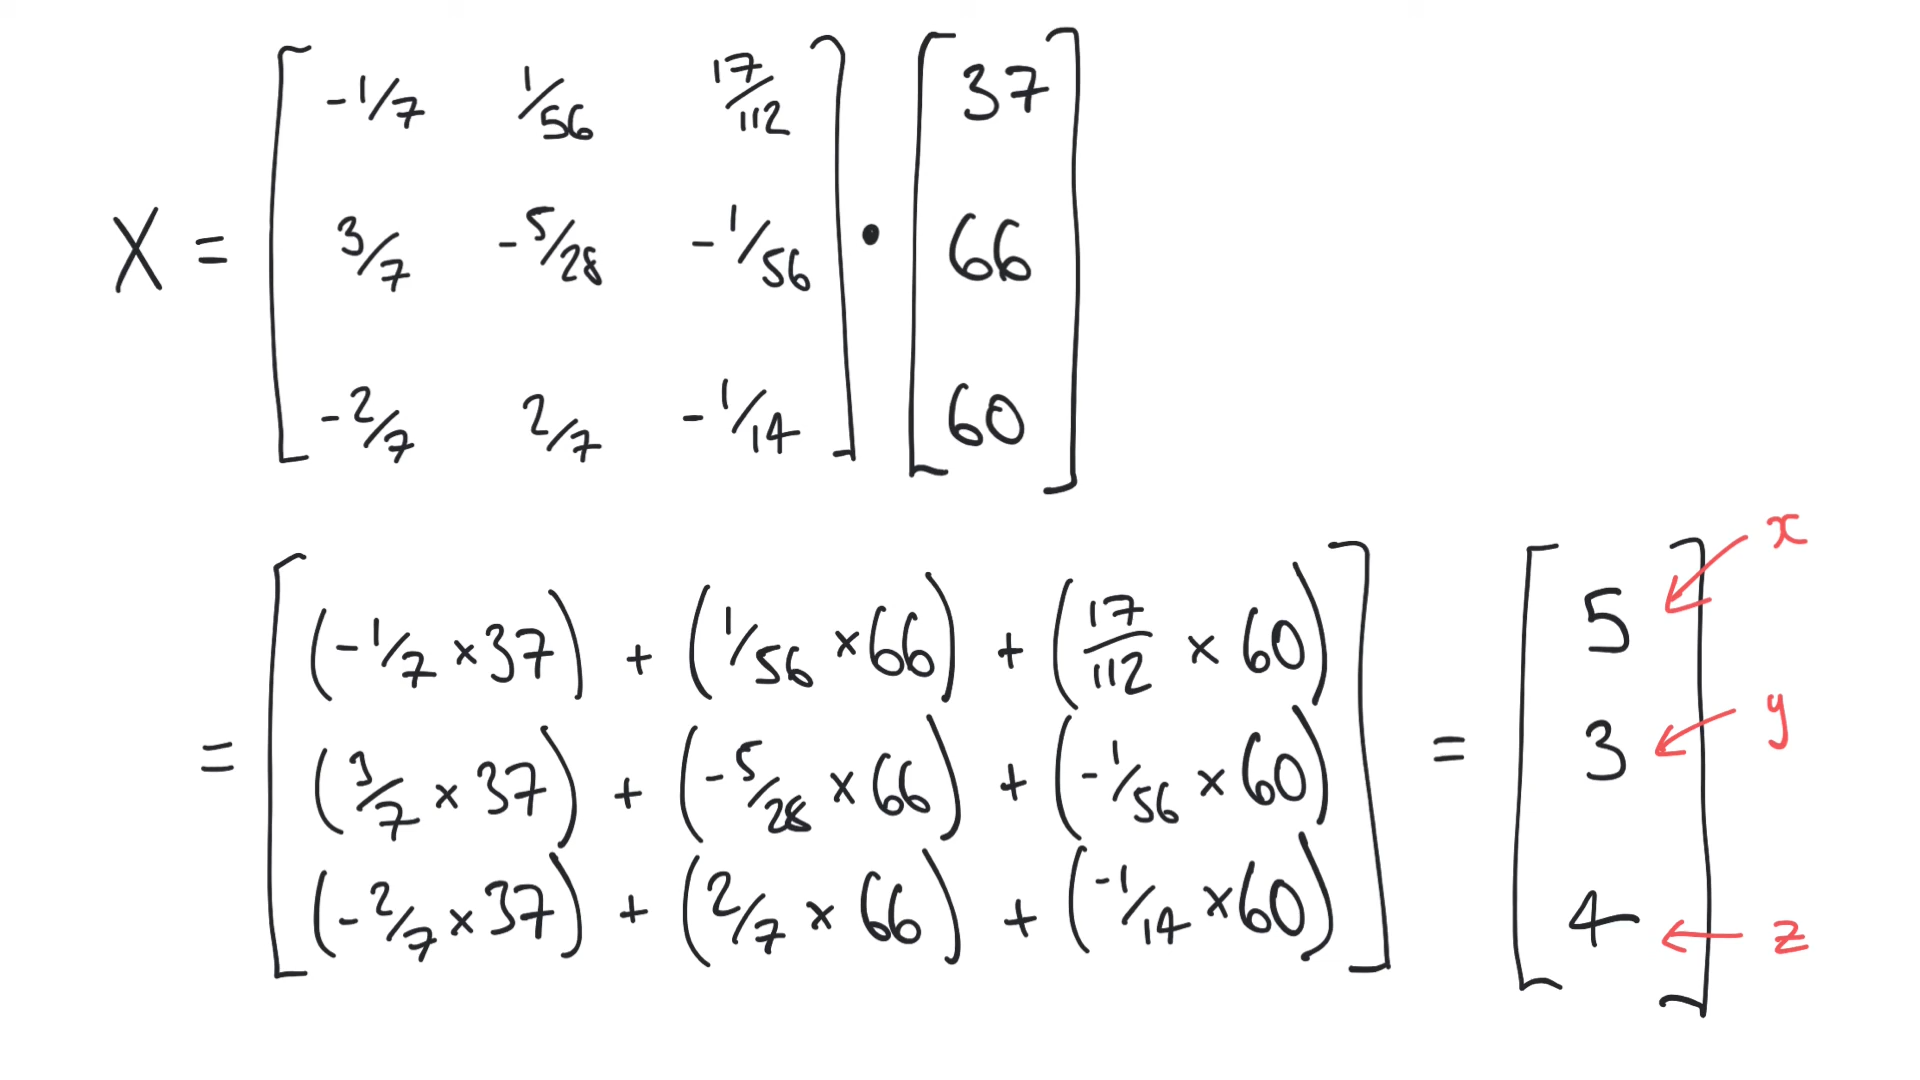 X = [ -1/7 1/56 17/112 ] · [ 37 ]
[ 3/7 -5/28 -1/56 ] [ 66 ]
[ -2/7 2/7 -1/14 ] [ 60 ]
= [ (-1/7 ×37) + (1/56 ×66) + (17/112 × 60) ] = [ 5 ] x
[ (3/7 × 37) + (-5/28 × 66) + (-1/56 × 60) ] [ 3 ] y
[ (-2/7 × 37) + (2/7 × 66) + (-1/14 ×60) ] [ 4 ] z